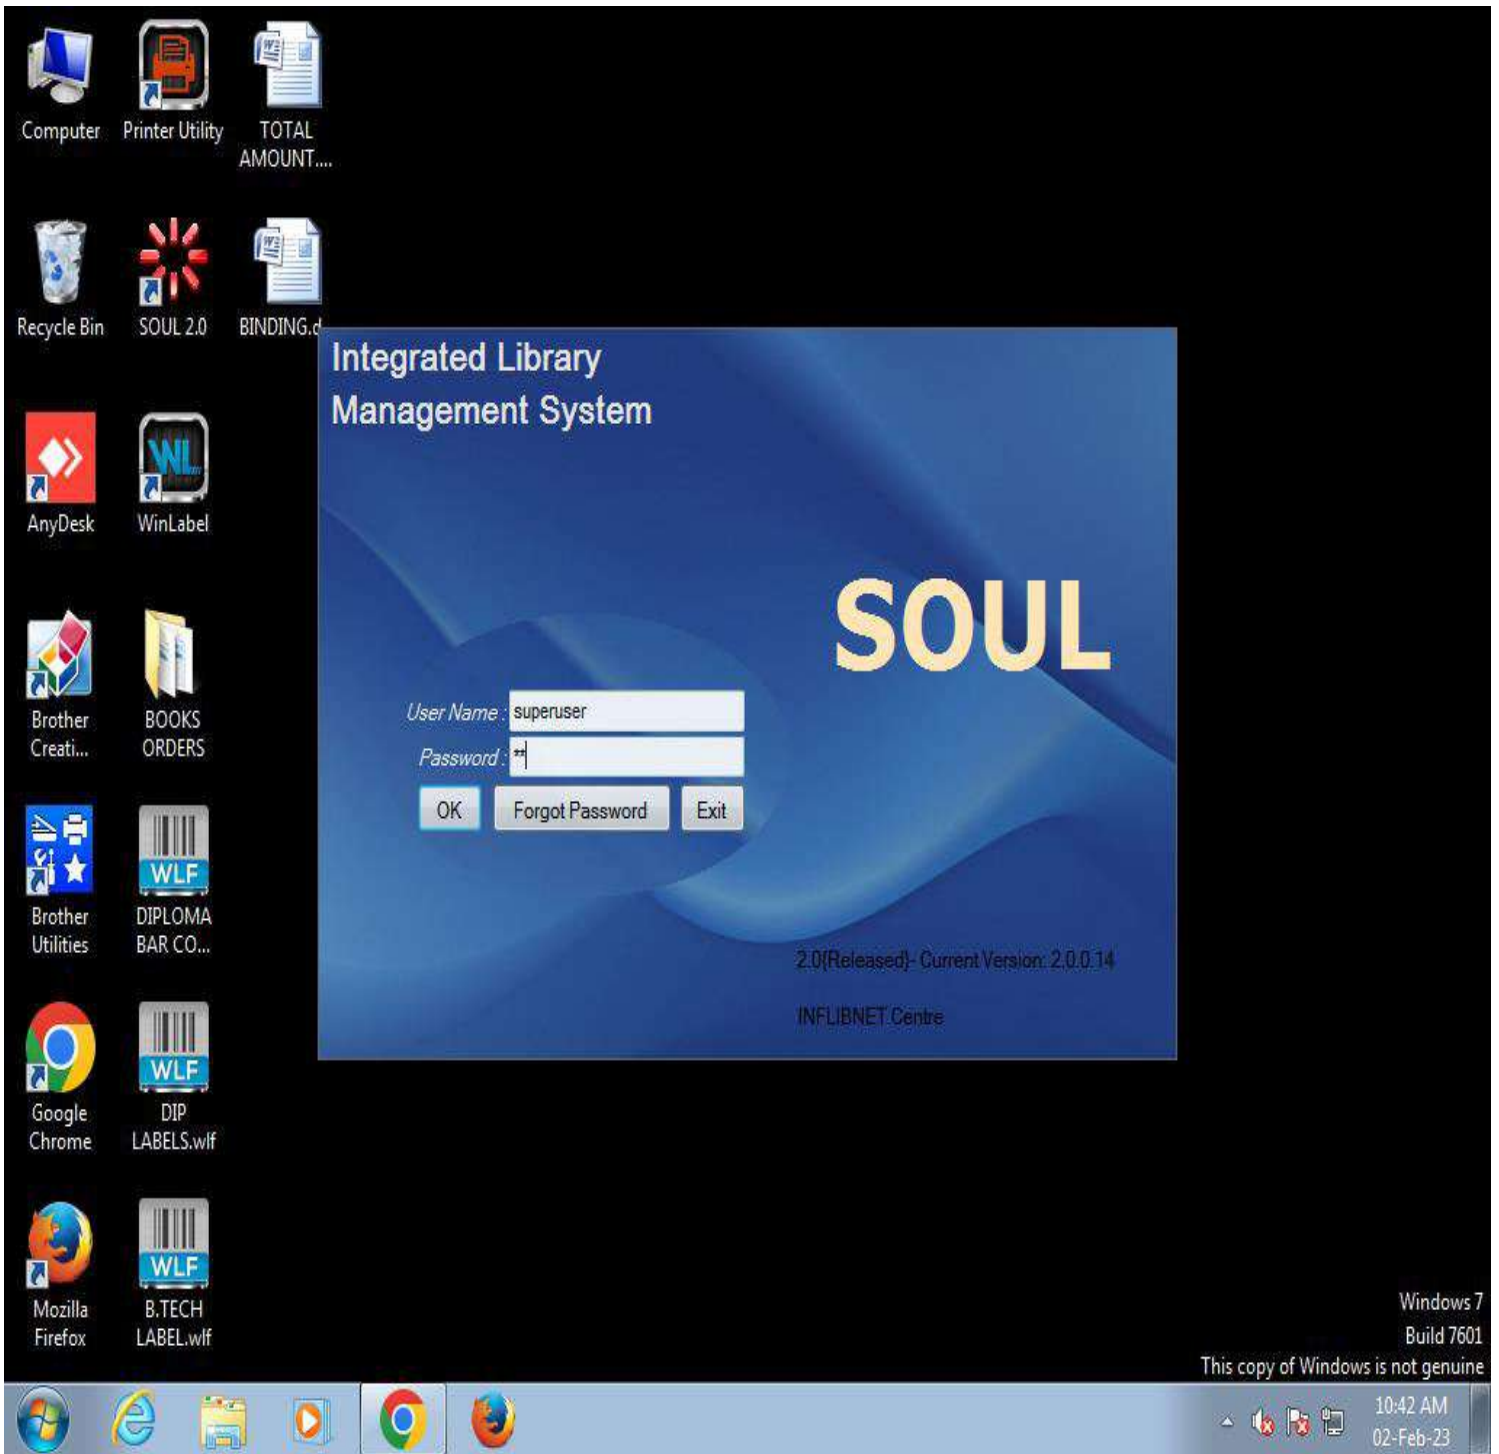 Computer
Printer Utility
TOTAL
AMOUNT....
Recycle Bin
SOUL 2.0
BINDING.d
AnyDesk
WL
WinLabel
Brother
Creati...
BOOKS
ORDERS
Brother
Utilities
WLF
DIPLOMA
BAR CO...
Google
Chrome
WLF
DIP
LABELS.wlf
Mozilla
Firefox
WLF
B.TECH
LABEL.wlf
Integrated Library
Management System
SOUL
User Name : superuser
Password : **
OK Forgot Password Exit
2.0{Released}- Current Version: 2.0.0.14
INFLIBNET Centre
Windows 7
Build 7601
This copy of Windows is not genuine
10:42 AM
02-Feb-23